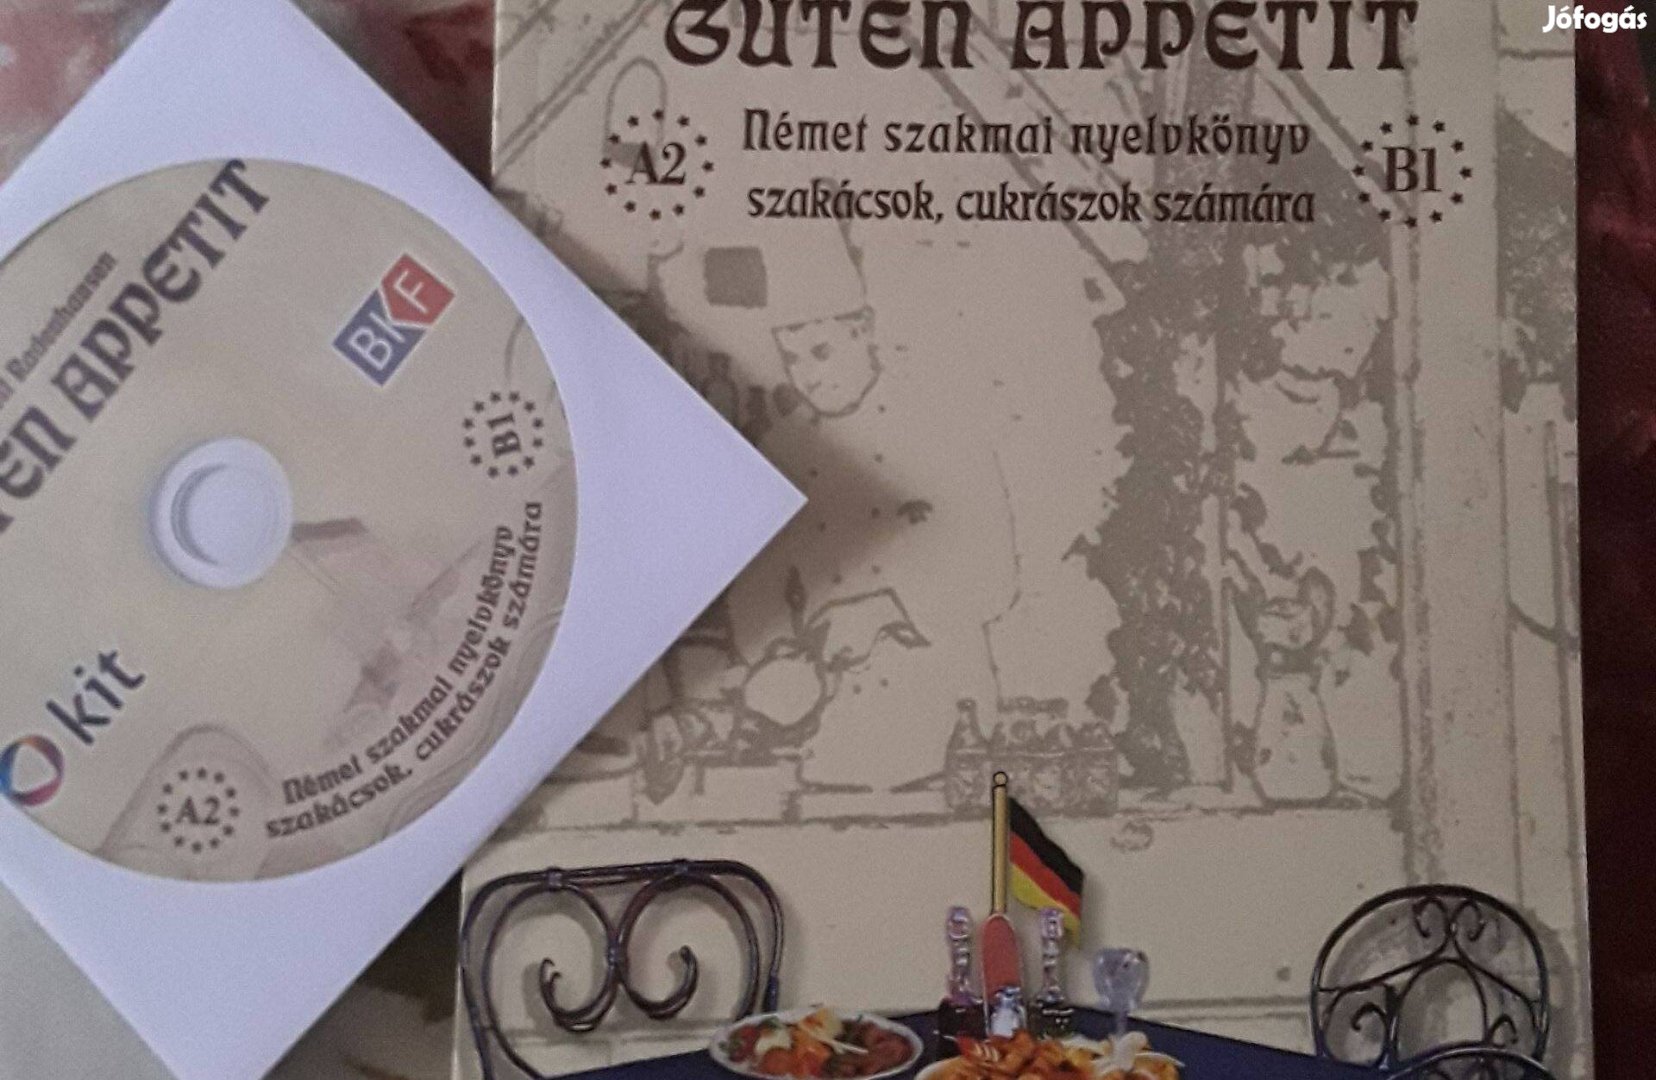 Jófogás
GUTEN APPETIT
A2
Német szakmai nyelvkönyv
szakácsok, cukrászok számára
B1
Rodenhausen
EN APPETIT
BKF
B1
kit
A2
Német szakmai nyelvkönyv
szakácsok, cukrászok számára